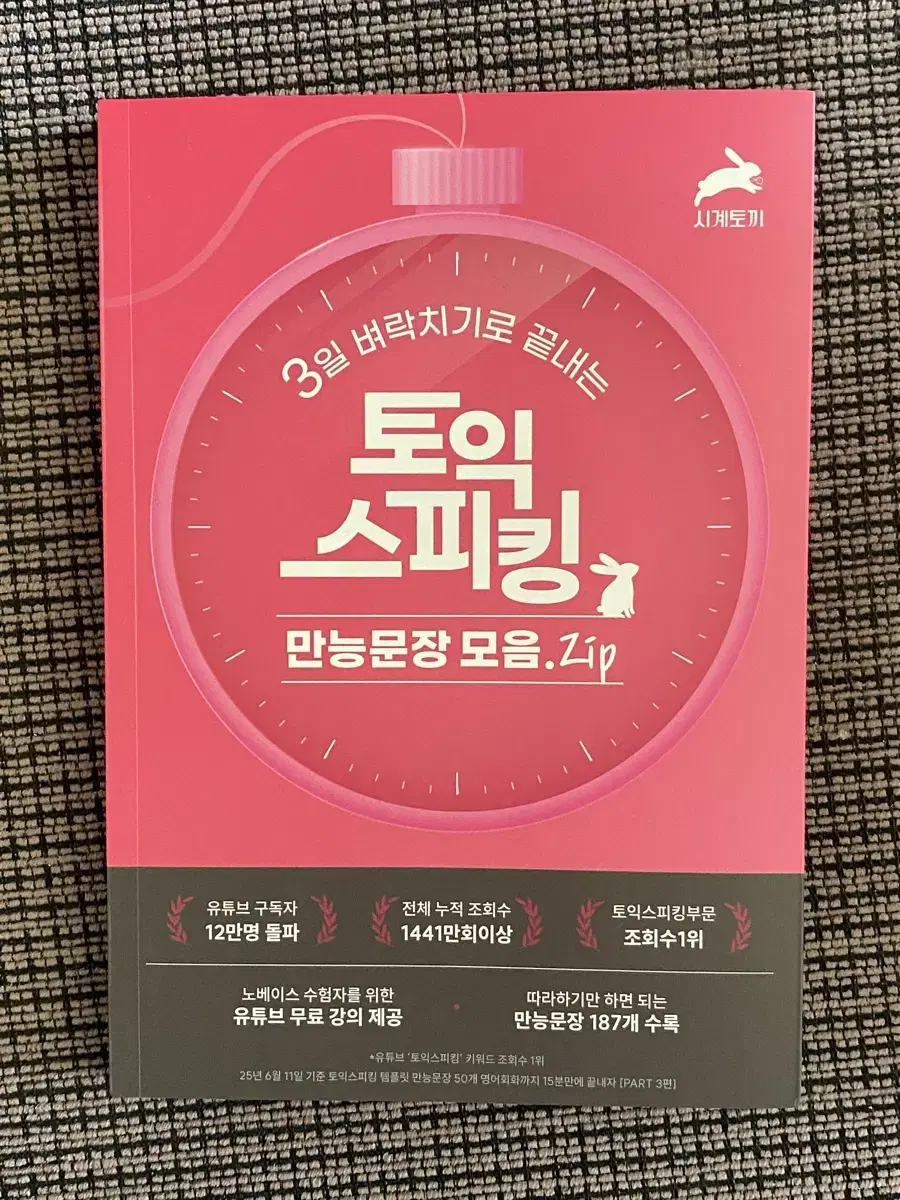 시계토끼
3일 벼락치기로 끝내는
토익
스피킹
만능문장 모음.Zip
유튜브 구독자
12만명 돌파
전체 누적 조회수
1441만회이상
토익스피킹부문
조회수1위
노베이스 수험자를 위한
유튜브 무료 강의 제공
따라하기만 하면 되는
만능문장 187개 수록
*유튜브 '토익스피킹' 키워드 조회수 1위
25년 6월 11일 기준 토익스피킹 템플릿 만능문장 50개 영어회화까지 15분만에 끝내자 [PART 3편]